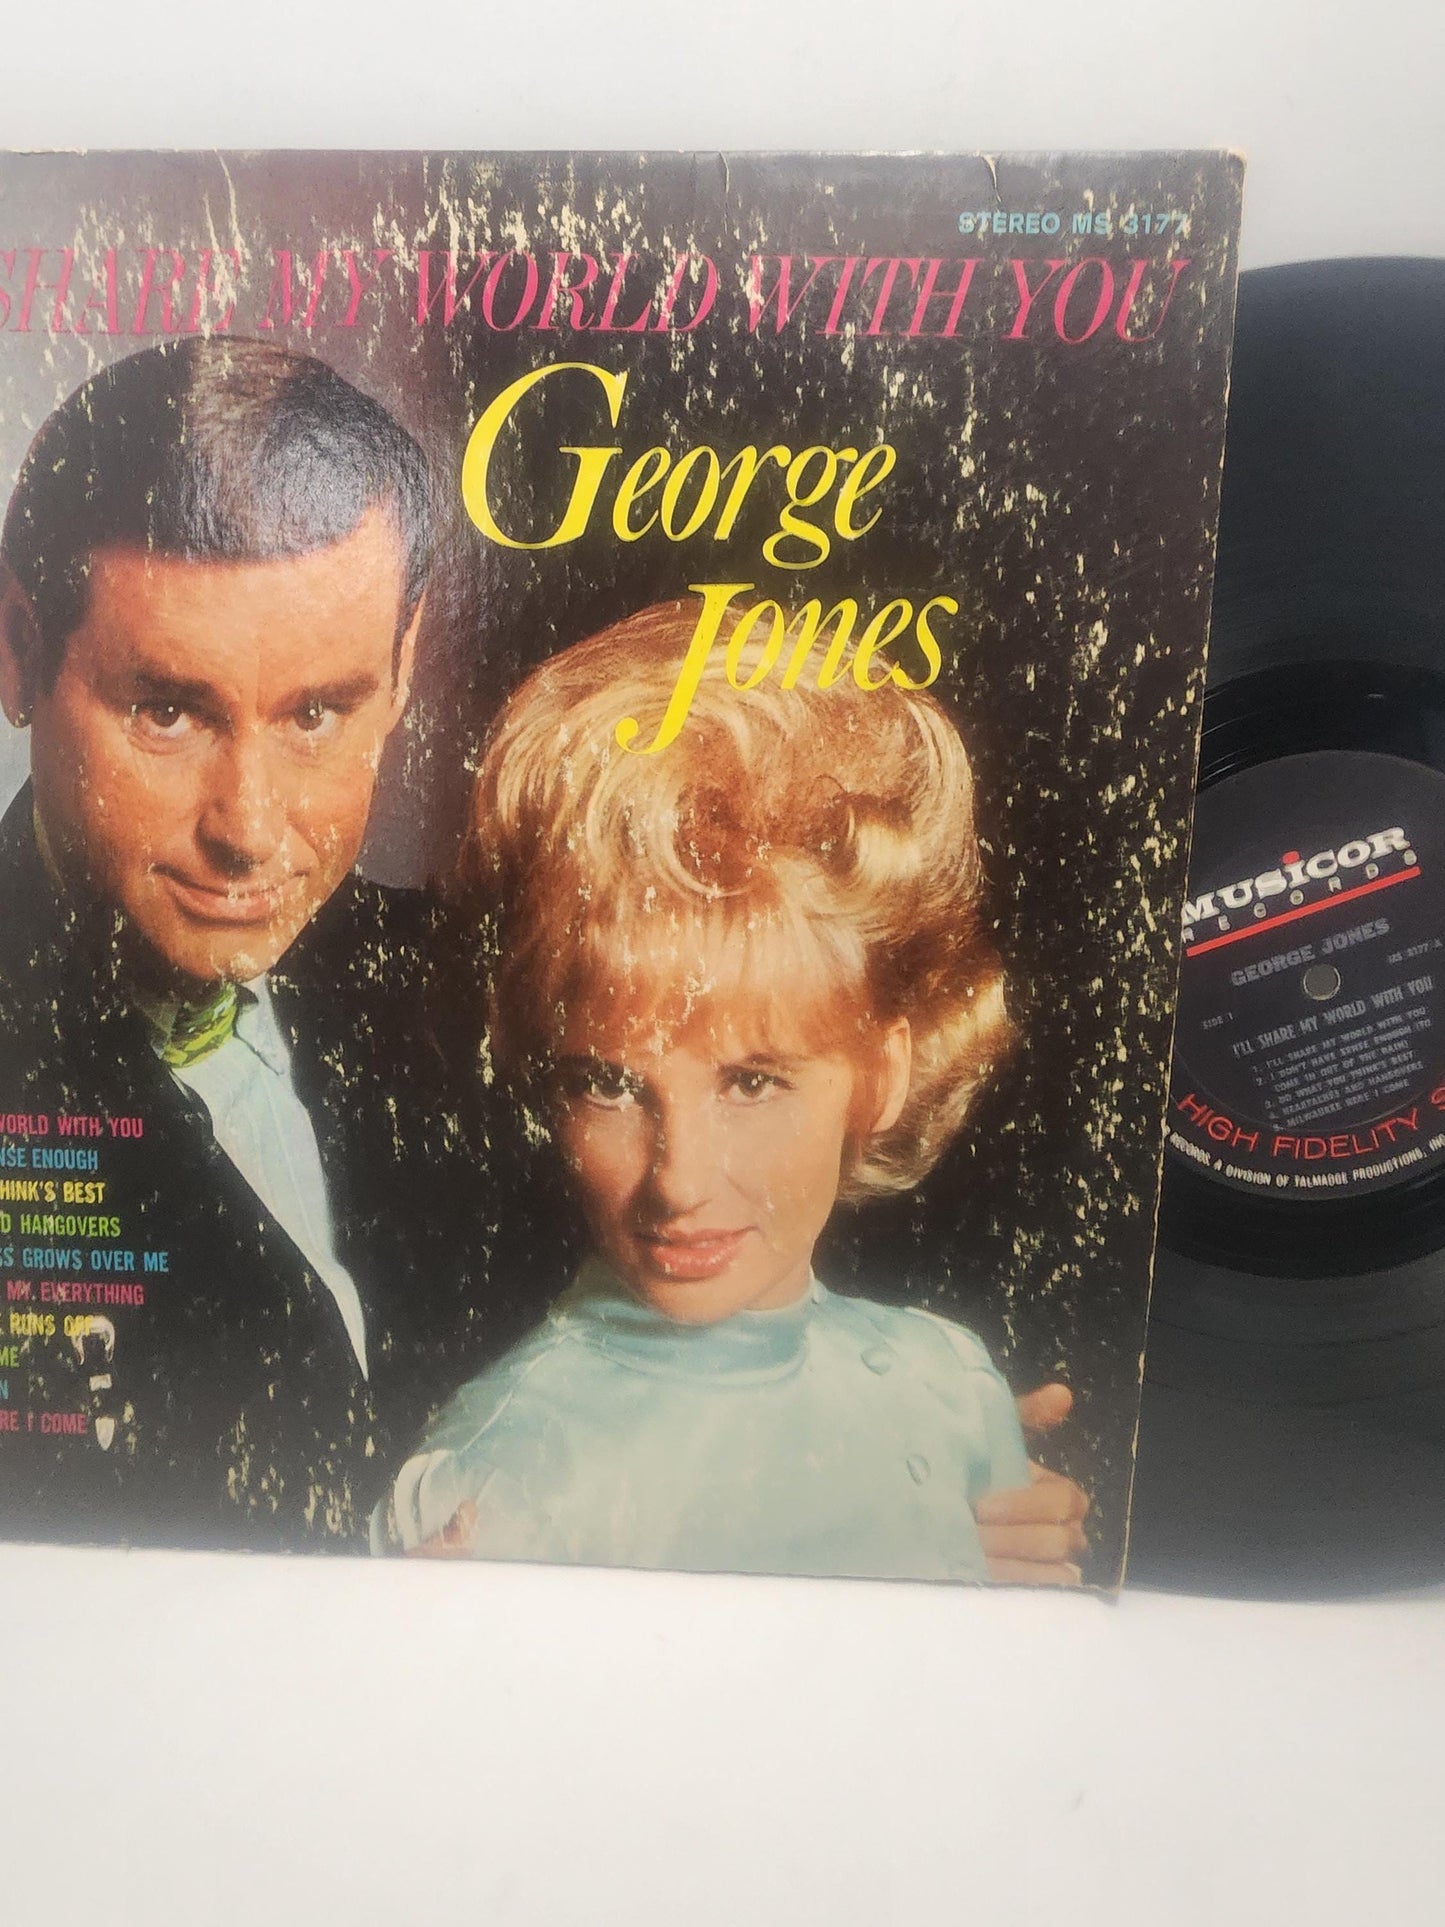 STEREO MS 3177
SHARE MY WORLD WITH YOU
George
Jones
WORLD WITH YOU
NSE ENOUGH
HINK'S BEST
D HANGOVERS
SS GROWS OVER ME
MY EVERYTHING
RUNS OFF
ME
N
RE I COME
MUSICOR
RECORDS
GEORGE JONES
MS 3177-A
SIDE 1
I'LL SHARE MY WORLD WITH YOU
1. I'LL SHARE MY WORLD WITH YOU
2. I DON'T HAVE SENSE ENOUGH (TO
COME IN OUT OF THE RAIN)
3. DO WHAT YOU THINK'S BEST
4. HEARTACHES AND HANGOVERS
5. MILWAUKEE HERE I COME
HIGH FIDELITY S
RECORDS A DIVISION OF TALMADGE PRODUCTIONS, INC.